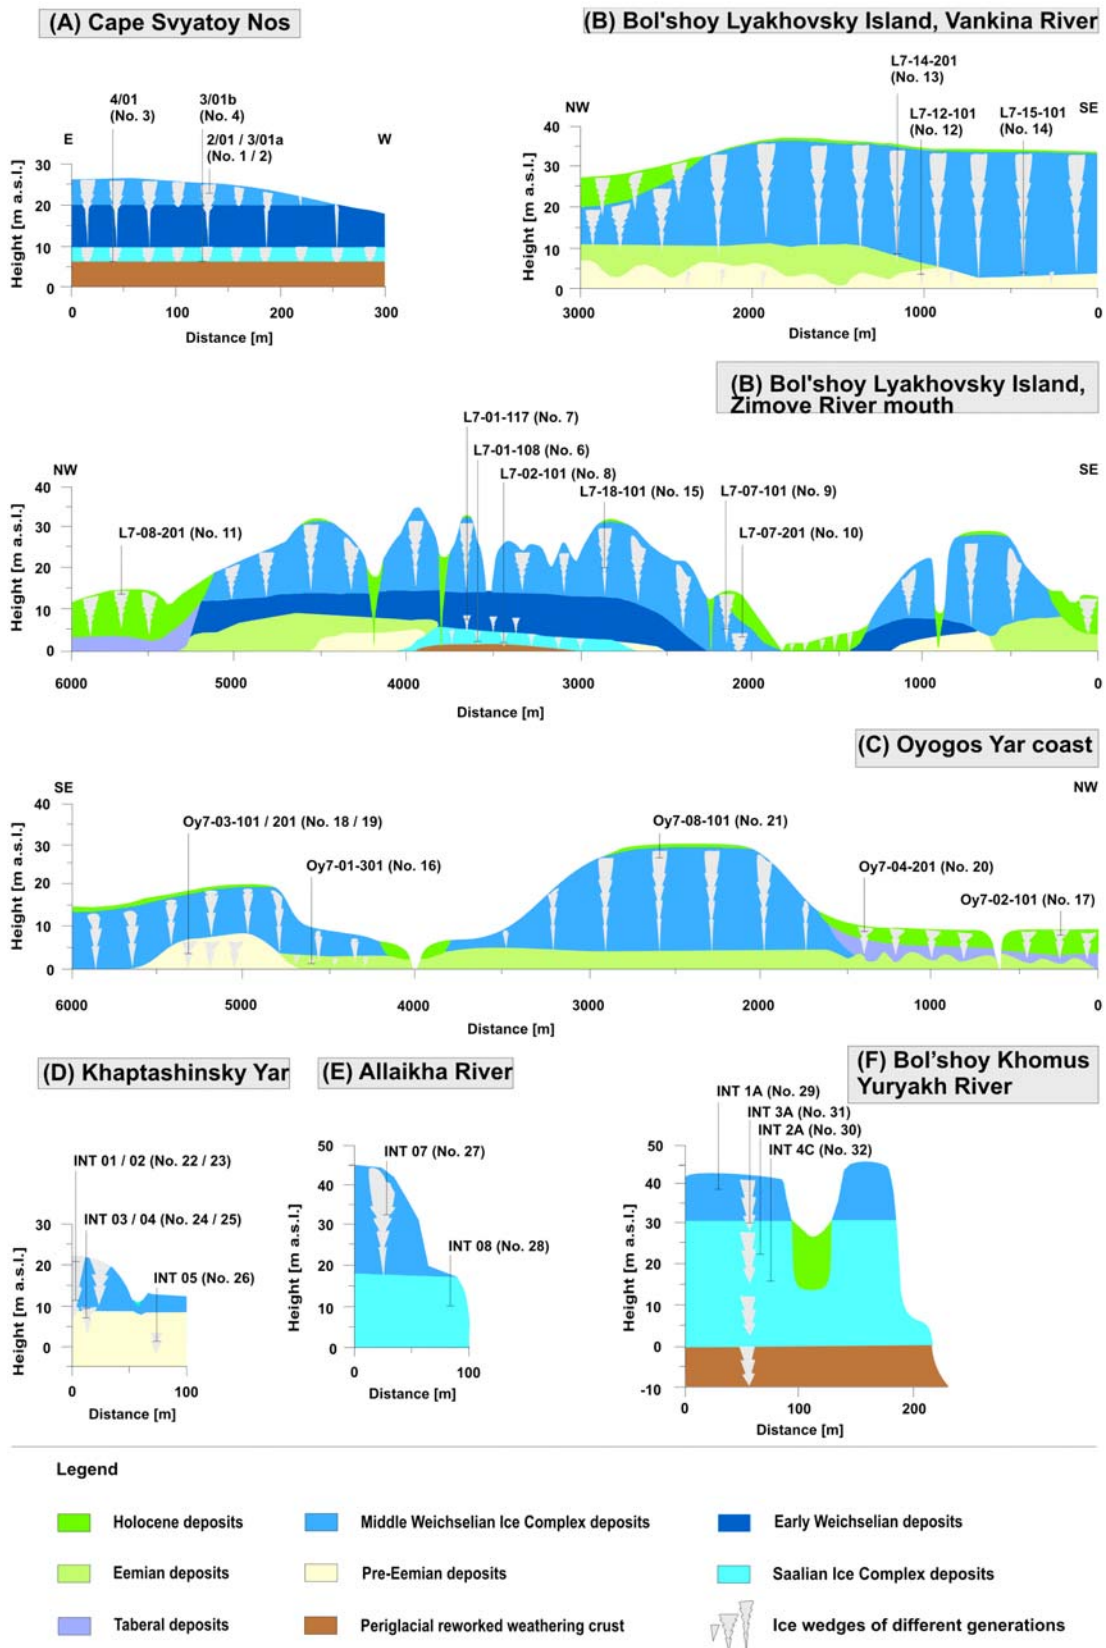 (A) Cape Svyatoy Nos
(B) Bol'shoy Lyakhovsky Island, Vankina River
4/01
(No. 3)
3/01b
(No. 4)
2/01 / 3/01a
(No. 1 / 2)
E
W
Height [m a.s.l.]
30
20
10
0
0
100
200
300
Distance [m]
L7-14-201
(No. 13)
L7-12-101
(No. 12)
L7-15-101
(No. 14)
NW
SE
Height [m a.s.l.]
40
30
20
10
0
3000
2000
1000
0
Distance [m]
(B) Bol'shoy Lyakhovsky Island,
Zimove River mouth
L7-01-117 (No. 7)
L7-01-108 (No. 6)
L7-02-101 (No. 8)
L7-18-101 (No. 15)
L7-07-101 (No. 9)
L7-08-201 (No. 11)
L7-07-201 (No. 10)
NW
SE
Height [m a.s.l.]
40
30
20
10
0
6000
5000
4000
3000
2000
1000
0
Distance [m]
(C) Oyogos Yar coast
SE
NW
Oy7-03-101 / 201 (No. 18 / 19)
Oy7-08-101 (No. 21)
Oy7-01-301 (No. 16)
Oy7-04-201 (No. 20)
Oy7-02-101 (No. 17)
Height [m a.s.l.]
40
30
20
10
0
6000
5000
4000
3000
2000
1000
0
Distance [m]
(D) Khaptashinsky Yar
INT 01 / 02 (No. 22 / 23)
INT 03 / 04 (No. 24 / 25)
INT 05 (No. 26)
Height [m a.s.l.]
30
20
10
0
0
100
Distance [m]
(E) Allaikha River
INT 07 (No. 27)
INT 08 (No. 28)
Height [m a.s.l.]
50
40
30
20
10
0
0
100
Distance [m]
(F) Bol’shoy Khomus
Yuryakh River
INT 1A (No. 29)
INT 3A (No. 31)
INT 2A (No. 30)
INT 4C (No. 32)
Height [m a.s.l.]
50
40
30
20
10
0
-10
0
100
200
Distance [m]
Legend
Holocene deposits
Middle Weichselian Ice Complex deposits
Early Weichselian deposits
Eemian deposits
Pre-Eemian deposits
Saalian Ice Complex deposits
Taberal deposits
Periglacial reworked weathering crust
Ice wedges of different generations